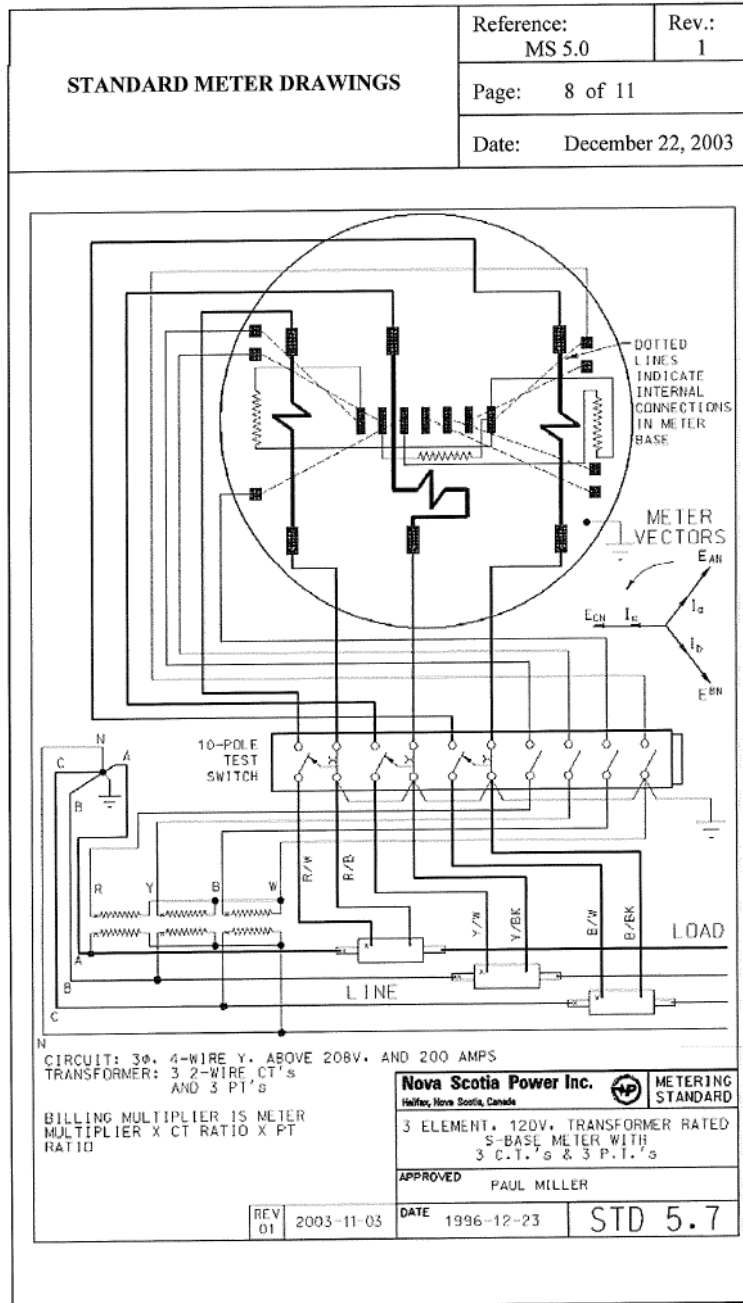 STANDARD METER DRAWINGS
Reference:
MS 5.0
Rev.:
1
Page: 8 of 11
Date: December 22, 2003
DOTTED
LINES
INDICATE
INTERNAL
CONNECTIONS
IN METER
BASE
METER
VECTORS
EAN
Ia
ECN Ic
Ib
EBN
10-POLE
TEST
SWITCH
N
C A
B
R Y B W
R/W R/B Y/W Y/BK B/W B/BK
LOAD
A
B
LINE
C
N
CIRCUIT: 3φ, 4-WIRE Y, ABOVE 208V, AND 200 AMPS
TRANSFORMER: 3 2-WIRE CT's
AND 3 PT's
BILLING MULTIPLIER IS METER
MULTIPLIER X CT RATIO X PT
RATIO
Nova Scotia Power Inc.
Halifax, Nova Scotia, Canada
METERING
STANDARD
3 ELEMENT, 120V, TRANSFORMER RATED
S-BASE METER WITH
3 C.T.'s & 3 P.T.'s
APPROVED PAUL MILLER
REV
01
2003-11-03
DATE 1996-12-23
STD 5.7